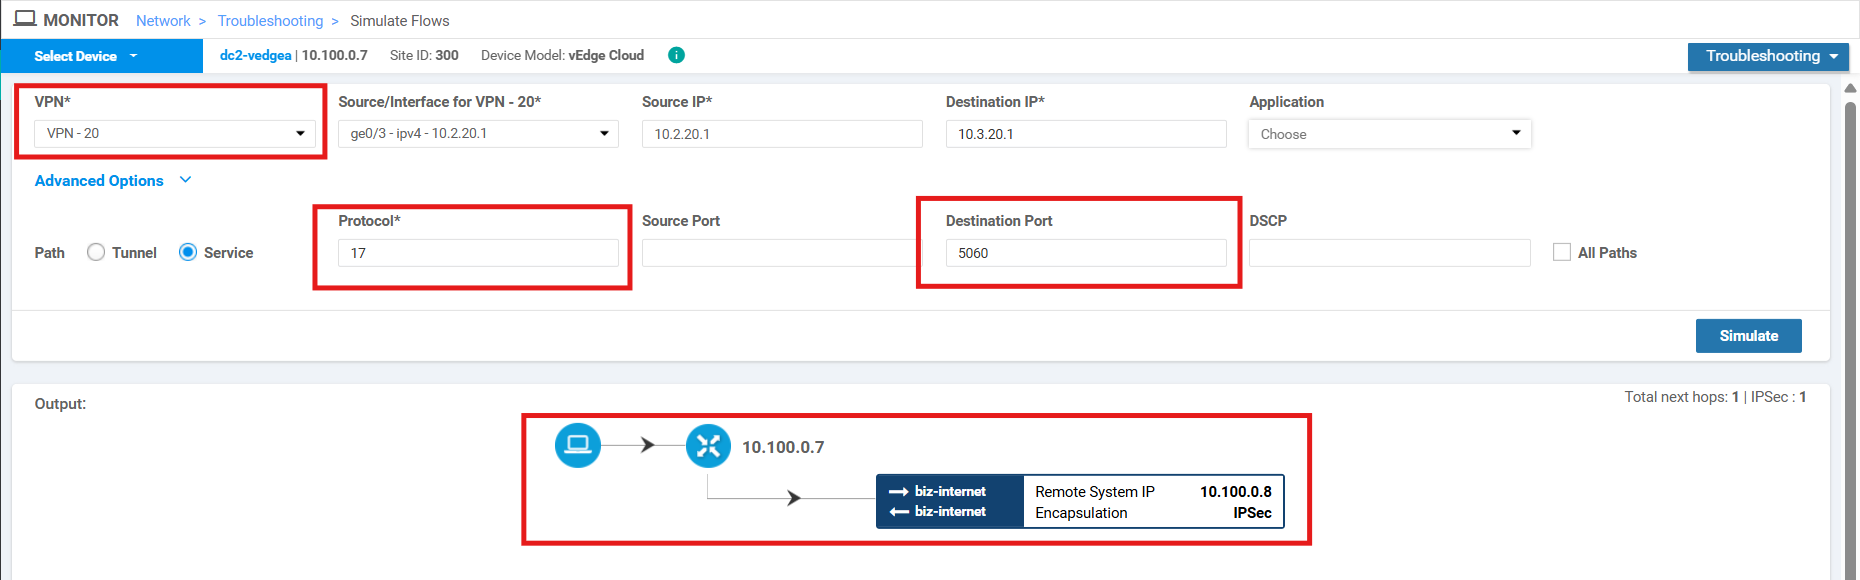 MONITOR Network > Troubleshooting > Simulate Flows
Select Device dc2-vedgea | 10.100.0.7 Site ID: 300 Device Model: vEdge Cloud i Troubleshooting
VPN* Source/Interface for VPN - 20* Source IP* Destination IP* Application
VPN - 20 ge0/3 - ipv4 - 10.2.20.1 10.2.20.1 10.3.20.1 Choose
Advanced Options
Protocol* Source Port Destination Port DSCP
Path Tunnel Service 17 5060 All Paths
Simulate
Output: Total next hops: 1 | IPSec : 1
10.100.0.7
biz-internet Remote System IP 10.100.0.8
biz-internet Encapsulation IPSec